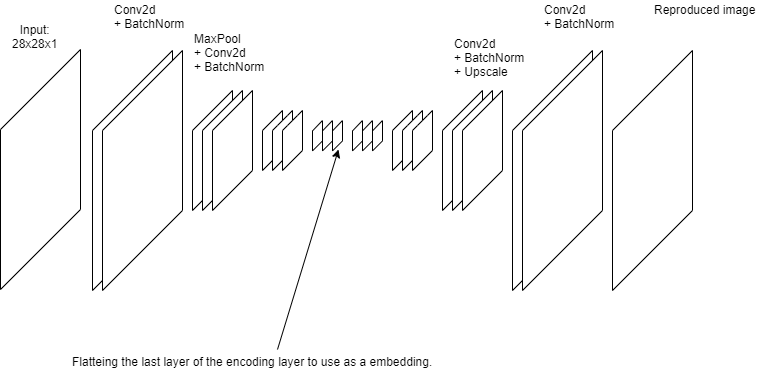 Input:
28x28x1
Conv2d
+ BatchNorm
MaxPool
+ Conv2d
+ BatchNorm
Conv2d
+ BatchNorm
+ Upscale
Conv2d
+ BatchNorm
Reproduced image
Flatteing the last layer of the encoding layer to use as a embedding.